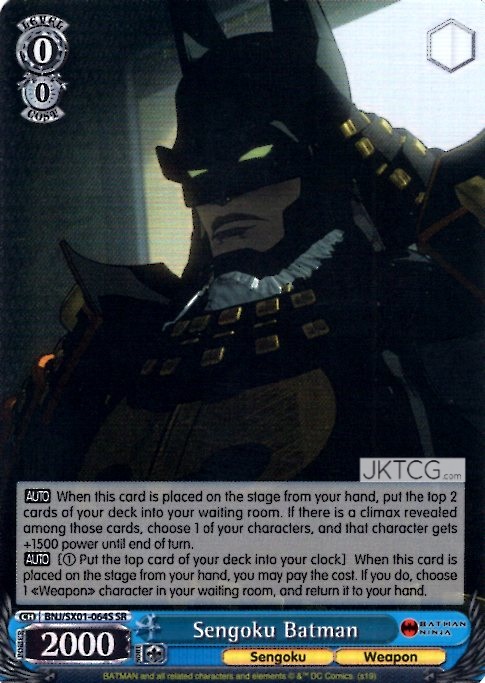 LEVEL
0
0
COST
JKTCG.com
AUTO When this card is placed on the stage from your hand, put the top 2
cards of your deck into your waiting room. If there is a climax revealed
among those cards, choose 1 of your characters, and that character gets
+1500 power until end of turn.
AUTO [① Put the top card of your deck into your clock] When this card is
placed on the stage from your hand, you may pay the cost. If you do, choose
1 «Weapon» character in your waiting room, and return it to your hand.
CH BNJ/SX01-064S SR
POWER 2000 SOUL
Sengoku Batman
BATMAN
NINJA
Sengoku Weapon
BATMAN and all related characters and elements © & ™ DC Comics. (s19)